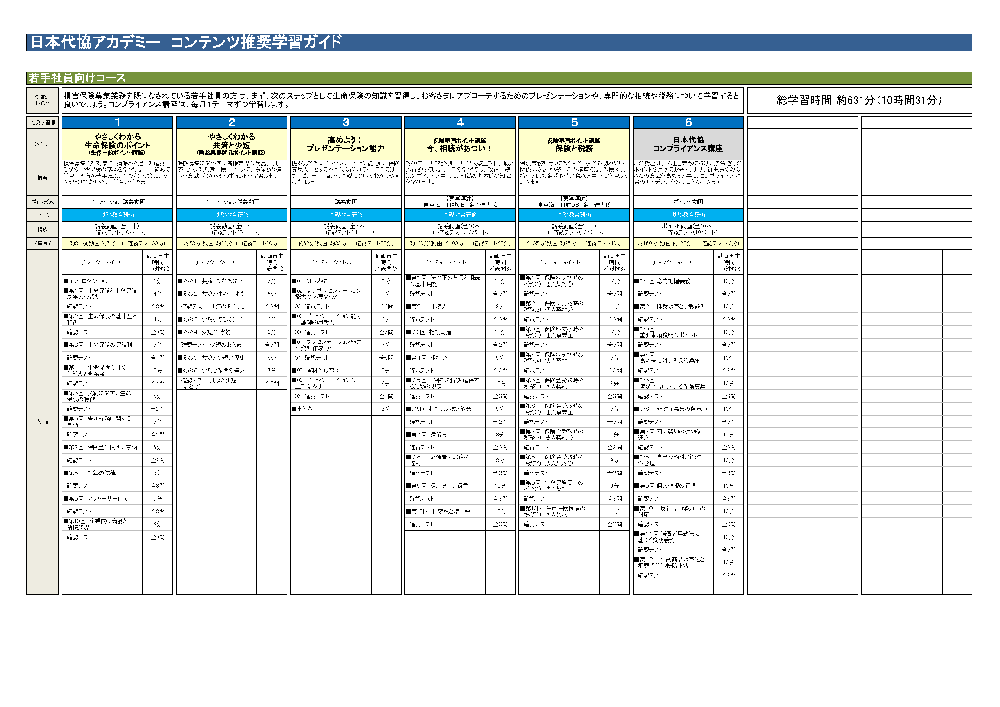 日本代協アカデミー　コンテンツ推奨学習ガイド
若手社員向けコース
学習の
ポイント
損害保険募集業務を既になされている若手社員の方は、まず、次のステップとして生命保険の知識を習得し、お客さまにアプローチするためのプレゼンテーションや、専門的な相続や税務について学習すると
良いでしょう。コンプライアンス講座は、毎月１テーマずつ学習します。
総学習時間 約631分（10時間31分）
推奨学習順
1
2
3
4
5
6
タイトル
やさしくわかる
生命保険のポイント
（生保一般ポイント講座）
やさしくわかる
共済と少短
（隣接業界商品ポイント講座）
高めよう！
プレゼンテーション能力
保険専門ポイント講座
今、相続があつい！
保険専門ポイント講座
保険と税務
日本代協
コンプライアンス講座
概要
損保募集人を対象に、損保との違いを確認し
ながら生命保険の基本を学習します。 初めて
学習する方が苦手意識を持たないように、で
きるだけわかりやすく学習を進めます。
保険募集に関係する隣接業界の商品、「共
済」と「少額短期保険」について、損保との違
いを意識しながらそのポイントを学習します。
提案力であるプレゼンテーション能力は、保険
募集人にとって不可欠な能力です。ここでは、
プレゼンテーションの基礎についてわかりやす
く説明します。
約40年ぶりに相続ルールが大改正され、順次
施行されています。この学習では、改正相続
法のポイントを中心に、相続の基本的な知識
を学びます。
保険業務を行うにあたって切っても切れない
関係にある「税務」。この講座では、保険料支
払時と保険金受取時の税務を中心に学習して
いきます。
この講座は、代理店業務における法令遵守の
ポイントを月次でお送りします。従業員のみな
さんの意識を高めると共に、コンプライアス教
育のエビデンスを残すことができます。
講師/形式
アニメーション講義動画
アニメーション講義動画
講義動画
【実写講師】
東京海上日動OB　金子達夫氏
【実写講師】
東京海上日動OB　金子達夫氏
ポイント動画
コース
基礎教育研修
基礎教育研修
基礎教育研修
基礎教育研修
基礎教育研修
基礎教育研修
構成
講義動画（全10本）
＋ 確認テスト（10パート）
講義動画（全6本）
＋ 確認テスト（3パート）
講義動画（全7本）
＋ 確認テスト（4パート）
講義動画（全10本）
＋ 確認テスト（10パート）
講義動画（全10本）
＋ 確認テスト（10パート）
ポイント動画（全10本）
＋ 確認テスト（10パート）
学習時間
約81分（動画 約51分 ＋ 確認テスト30分）
約53分（動画 約33分 ＋ 確認テスト20分）
約62分（動画 約32分 ＋ 確認テスト30分）
約140分（動画 約100分 ＋ 確認テスト40分）
約135分（動画 約95分 ＋ 確認テスト40分）
約160分（動画 約120分 ＋ 確認テスト40分）
内 容
チャプタータイトル
動画再生
時間
／設問数
■イントロダクション 1分
■第1回 生命保険と生命保険
募集人の役割 4分
確認テスト 全3問
■第2回 生命保険の基本型と
特色 4分
確認テスト 全3問
■第3回 生命保険の保険料 5分
確認テスト 全4問
■第4回 生命保険会社の
仕組みと剰余金 5分
確認テスト 全4問
■第5回 契約に関する生命
保険の特徴 5分
確認テスト 全2問
■第6回 告知義務に関する
事柄 5分
確認テスト 全2問
■第7回 保険金に関する事柄 6分
確認テスト 全2問
■第8回 相続の法律 5分
確認テスト 全3問
■第9回 アフターサービス 5分
確認テスト 全3問
■第10回 企業向け商品と
隣接業界 6分
確認テスト 全3問
チャプタータイトル
動画再生
時間
／設問数
■その1 共済ってなあに？ 5分
■その2 共済と仲よくしよう 6分
確認テスト 共済のあらまし 全3問
■その3 少短ってなあに？ 4分
■その4 少短の特徴 6分
確認テスト 少短のあらまし 全3問
■その5 共済と少短の歴史 5分
■その6 少短と保険の違い 7分
確認テスト 共済と少短
（まとめ） 全5問
チャプタータイトル
動画再生
時間
／設問数
■01 はじめに 2分
■02 なぜプレゼンテーション
能力が必要なのか 4分
02 確認テスト 全4問
■03 プレゼンテーション能力
～論理的思考力～ 6分
03 確認テスト 全5問
■04 プレゼンテーション能力
～資料作成力～ 7分
04 確認テスト 全5問
■05 資料作成事例 5分
■06 プレゼンテーションの
上手なやり方 4分
06 確認テスト 全4問
■まとめ 2分
チャプタータイトル
動画再生
時間
／設問数
■第1回 法改正の背景と相続
の基本用語 10分
確認テスト 全3問
■第2回 相続人 9分
確認テスト 全3問
■第3回 相続財産 10分
確認テスト 全2問
■第4回 相続分 9分
確認テスト 全2問
■第5回 公平な相続を確保す
るための規定 10分
確認テスト 全3問
■第6回 相続の承認・放棄 9分
確認テスト 全2問
■第7回 遺留分 8分
確認テスト 全3問
■第8回 配偶者の居住の
権利 8分
確認テスト 全3問
■第9回 遺産分割と遺言 12分
確認テスト 全3問
■第10回 相続税と贈与税 15分
確認テスト 全3問
チャプタータイトル
動画再生
時間
／設問数
■第1回 保険料支払時の
税務(1) 個人契約① 12分
確認テスト 全3問
■第2回 保険料支払時の
税務(2) 個人契約② 11分
確認テスト 全3問
■第3回 保険料支払時の
税務(3) 個人事業主 12分
確認テスト 全3問
■第4回 保険料支払時の
税務(4) 法人契約 8分
確認テスト 全2問
■第5回 保険金受取時の
税務(1) 個人契約 8分
確認テスト 全3問
■第6回 保険金受取時の
税務(2) 個人事業主 8分
確認テスト 全3問
■第7回 保険金受取時の
税務(3) 法人契約① 7分
確認テスト 全2問
■第8回 保険金受取時の
税務(4) 法人契約② 9分
確認テスト 全2問
■第9回 生命保険固有の
税務(1) 法人契約 9分
確認テスト 全3問
■第10回 生命保険固有の
税務(2) 個人契約 11分
確認テスト 全2問
チャプタータイトル
動画再生
時間
／設問数
■第1回 意向把握義務 10分
確認テスト 全3問
■第2回 推奨販売と比較説明 10分
確認テスト 全3問
■第3回
重要事項説明のポイント 10分
確認テスト 全3問
■第4回
高齢者に対する保険募集 10分
確認テスト 全3問
■第5回
障がい者に対する保険募集 10分
確認テスト 全3問
■第6回 非対面募集の留意点 10分
確認テスト 全3問
■第7回 団体契約の適切な
運営 10分
確認テスト 全3問
■第8回 自己契約・特定契約
の管理 10分
確認テスト 全3問
■第9回 個人情報の管理 10分
確認テスト 全3問
■第10回 反社会的勢力への
対応 10分
確認テスト 全3問
■第11回 消費者契約法に
基づく説明義務 10分
確認テスト 全3問
■第12回 金融商品販売法と
犯罪収益移転防止法 10分
確認テスト 全3問